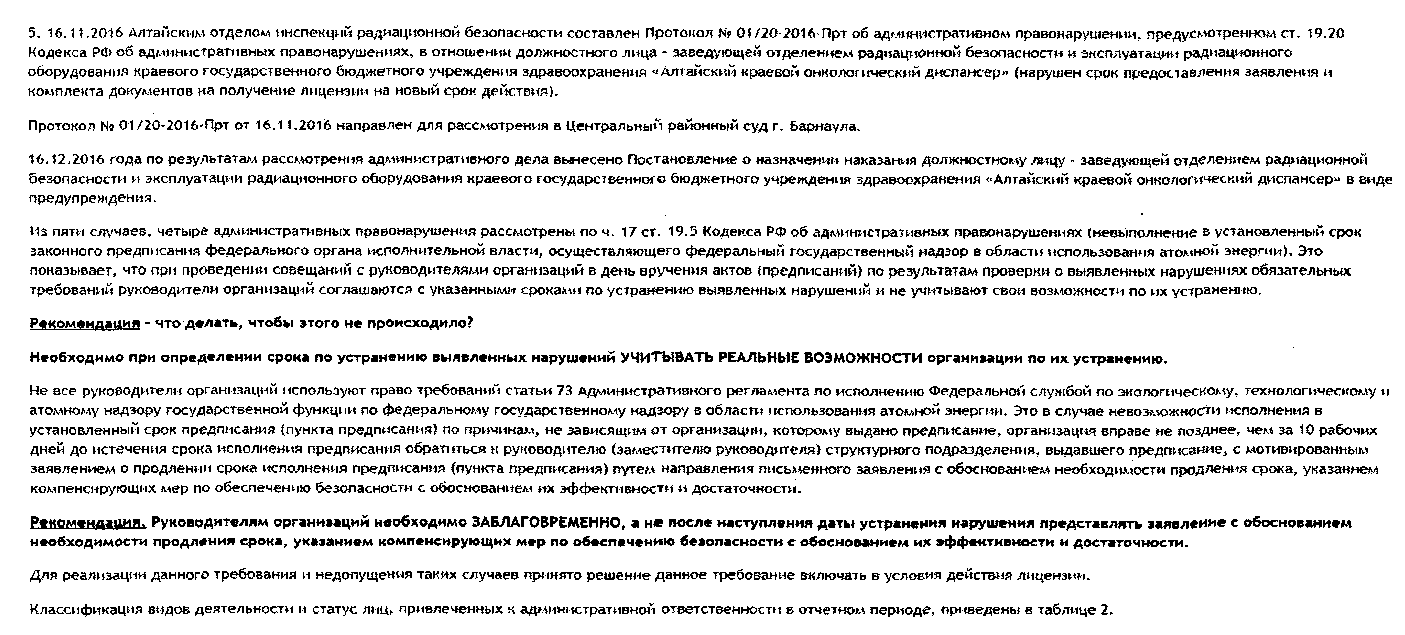 5. 16.11.2016 Алтайским отделом инспекций радиационной безопасности составлен Протокол № 01/20-2016-Прт об административном правонарушении, предусмотренном ст. 19.20
Кодекса РФ об административных правонарушениях, в отношении должностного лица - заведующей отделением радиационной безопасности и эксплуатации радиационного
оборудования краевого государственного бюджетного учреждения здравоохранения «Алтайский краевой онкологический диспансер» (нарушен срок предоставления заявления и
комплекта документов на получение лицензии на новый срок действия).
Протокол № 01/20-2016-Прт от 16.11.2016 направлен для рассмотрения в Центральный районный суд г. Барнаула.
16.12.2016 года по результатам рассмотрения административного дела вынесено Постановление о назначении наказания должностному лицу - заведующей отделением радиационной
безопасности и эксплуатации радиационного оборудования краевого государственного бюджетного учреждения здравоохранения «Алтайский краевой онкологический диспансер» в виде
предупреждения.
Из пяти случаев, четыре административных правонарушения рассмотрены по ч. 17 ст. 19.5 Кодекса РФ об административных правонарушениях (невыполнение в установленный срок
законного предписания федерального органа исполнительной власти, осуществляющего федеральный государственный надзор в области использования атомной энергии). Это
показывает, что при проведении совещаний с руководителями организаций в день вручения актов (предписаний) по результатам проверки о выявленных нарушениях обязательных
требований руководители организаций соглашаются с указанными сроками по устранению выявленных нарушений и не учитывают свои возможности по их устранению.
Рекомендация - что делать, чтобы этого не происходило?
Необходимо при определении срока по устранению выявленных нарушений УЧИТЫВАТЬ РЕАЛЬНЫЕ ВОЗМОЖНОСТИ организации по их устранению.
Не все руководители организаций используют право требований статьи 73 Административного регламента по исполнению Федеральной службой по экологическому, технологическому и
атомному надзору государственной функции по федеральному государственному надзору в области использования атомной энергии. Это в случае невозможности исполнения в
установленный срок предписания (пункта предписания) по причинам, не зависящим от организации, которому выдано предписание, организация вправе не позднее, чем за 10 рабочих
дней до истечения срока исполнения предписания обратиться к руководителю (заместителю руководителя) структурного подразделения, выдавшего предписание, с мотивированным
заявлением о продлении срока исполнения предписания (пункта предписания) путем направления письменного заявления с обоснованием необходимости продления срока, указанием
компенсирующих мер по обеспечению безопасности с обоснованием их эффективности и достаточности.
Рекомендация. Руководителям организаций необходимо ЗАБЛАГОВРЕМЕННО, а не после наступления даты устранения нарушения представлять заявление с обоснованием
необходимости продления срока, указанием компенсирующих мер по обеспечению безопасности с обоснованием их эффективности и достаточности.
Для реализации данного требования и недопущения таких случаев принято решение данное требование включать в условия действия лицензии.
Классификация видов деятельности и статус лиц, привлеченных к административной ответственности в отчетном периоде, приведены в таблице 2.